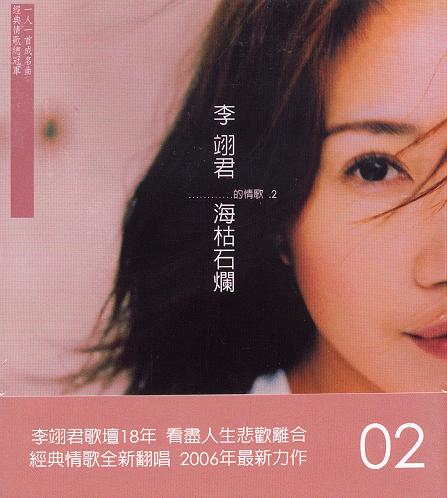 一人一首成名曲
經典情歌總冠軍
李翊君
............的情歌 .2
海枯石爛
李翊君歌壇18年 看盡人生悲歡離合
經典情歌全新翻唱 2006年最新力作
02